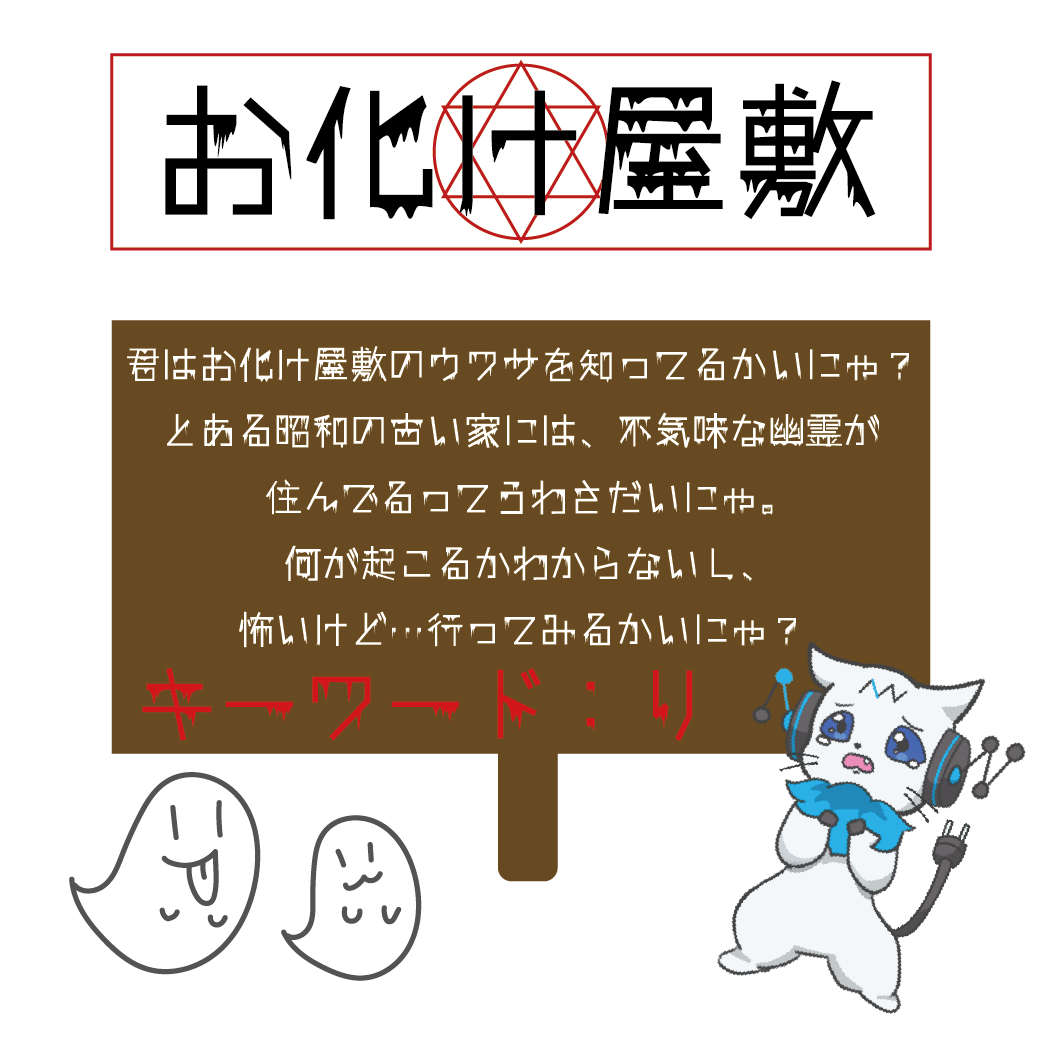 お化け屋敷
君はお化け屋敷のウワサを知ってるかいにゃ？
とある昭和の古い家には、不気味な幽霊が
住んでるってうわさだいにゃ。
何が起こるかわからないし、
怖いけど…行ってみるかいにゃ？
キーワード：り